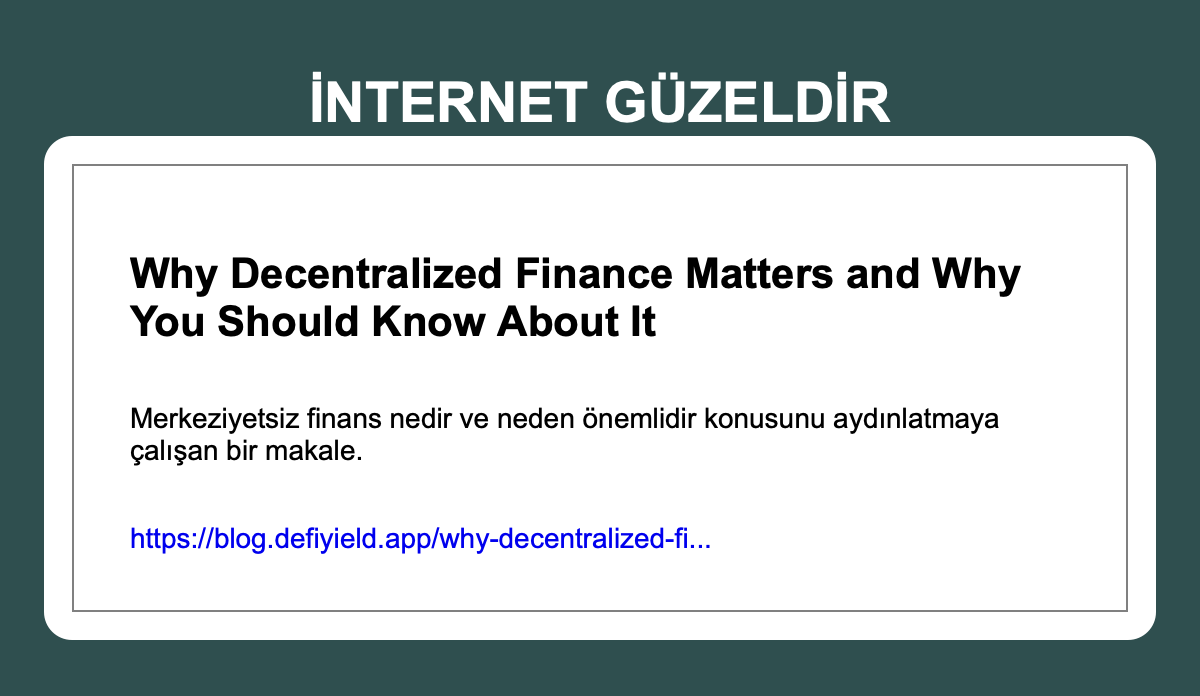 İNTERNET GÜZELDİR
Why Decentralized Finance Matters and Why
You Should Know About It
Merkeziyetsiz finans nedir ve neden önemlidir konusunu aydınlatmaya
çalışan bir makale.
https://blog.defiyield.app/why-decentralized-fi...